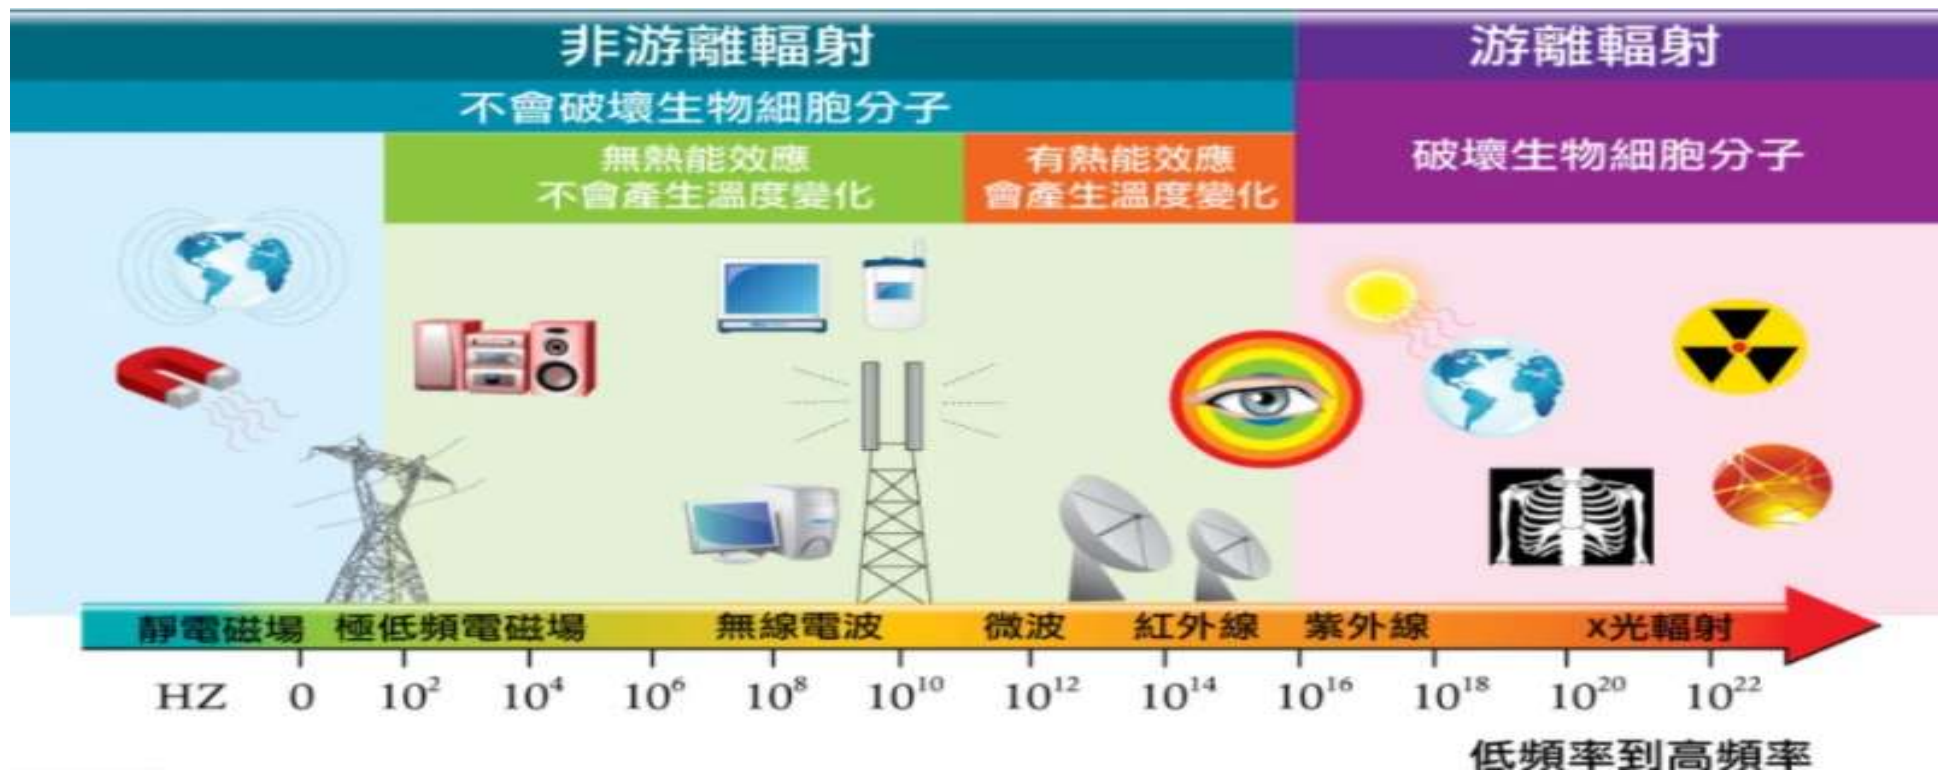 非游離輻射
游離輻射
不會破壞生物細胞分子
破壞生物細胞分子
無熱能效應
不會產生溫度變化
有熱能效應
會產生溫度變化
靜電磁場 極低頻電磁場 無線電波 微波 紅外線 紫外線 x光輻射
HZ 0 10² 10⁴ 10⁶ 10⁸ 10¹⁰ 10¹² 10¹⁴ 10¹⁶ 10¹⁸ 10²⁰ 10²²
低頻率到高頻率